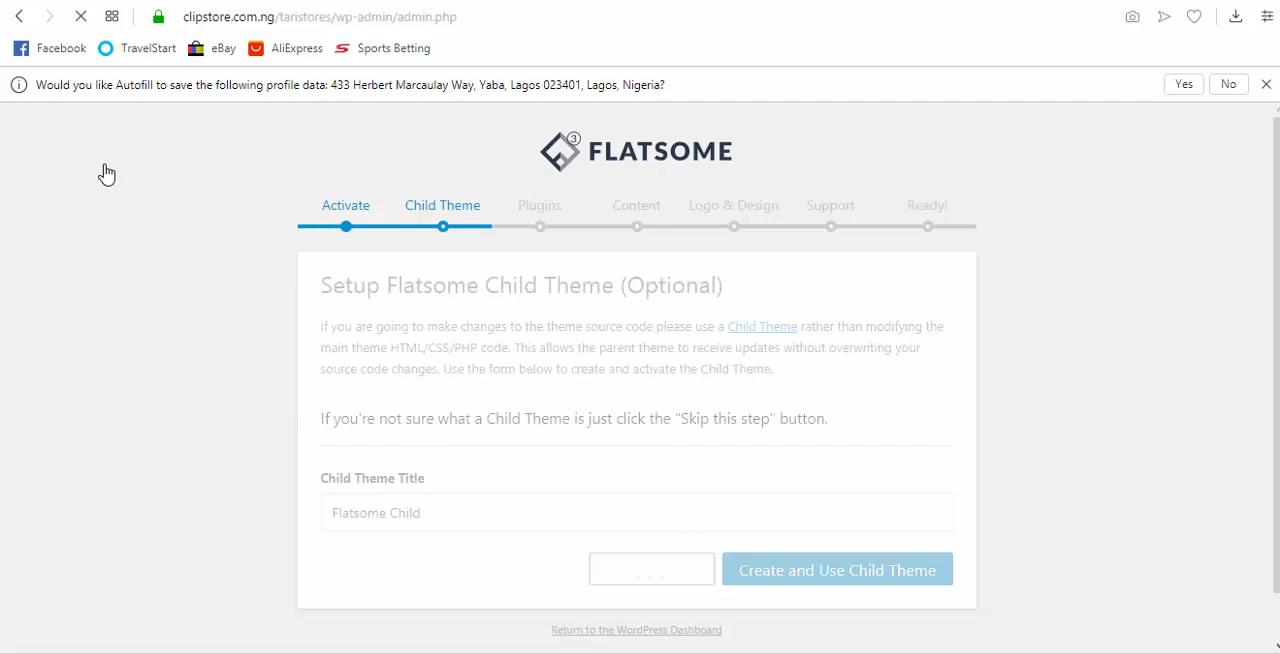 clipstore.com.ng/taristores/wp-admin/admin.php
Facebook TravelStart eBay AliExpress Sports Betting
Would you like Autofill to save the following profile data: 433 Herbert Marcaulay Way, Yaba, Lagos 023401, Lagos, Nigeria? Yes No
3 FLATSOME
Activate Child Theme Plugins Content Logo & Design Support Ready!
Setup Flatsome Child Theme (Optional)
if you are going to make changes to the theme source code please use a Child Theme rather than modifying the
main theme HTML/CSS/PHP code. This allows the parent theme to receive updates without overwriting your
source code changes. Use the form below to create and activate the Child Theme.
If you're not sure what a Child Theme is just click the "Skip this step" button.
Child Theme Title
Flatsome Child
. . . Create and Use Child Theme
Return to the WordPress Dashboard